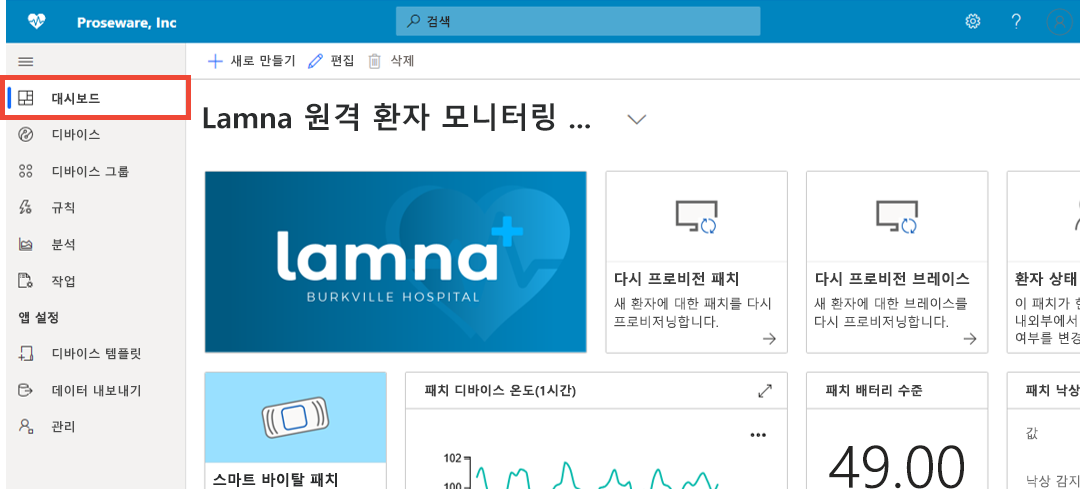 Proseware, Inc
검색
새로 만들기
편집
삭제
대시보드
디바이스
디바이스 그룹
규칙
분석
작업
앱 설정
디바이스 템플릿
데이터 내보내기
관리
Lamna 원격 환자 모니터링 ...
lamna
BURKVILLE HOSPITAL
다시 프로비전 패치
새 환자에 대한 패치를 다시
프로비저닝합니다.
다시 프로비전 브레이스
새 환자에 대한 브레이스를
다시 프로비저닝합니다.
환자 상태
이 패치가
내외부에서
여부를 변경
스마트 바이탈 패치
패치 디바이스 온도(1시간)
102
100
패치 배터리 수준
49.00
패치 낙상
값
낙상 감지